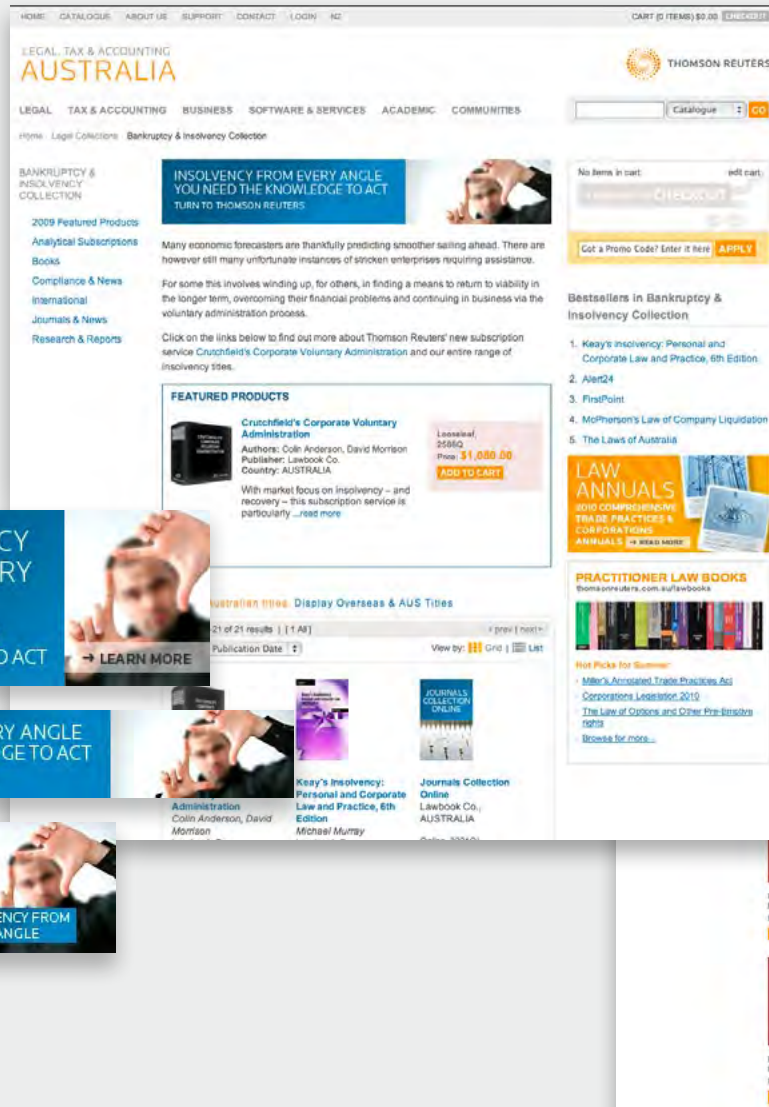 HOME CATALOGUE ABOUT US SUPPORT CONTACT LOGIN NZ
CART (0 ITEMS) $0.00 CHECKOUT
LEGAL, TAX & ACCOUNTING
AUSTRALIA
THOMSON REUTERS
LEGAL TAX & ACCOUNTING BUSINESS SOFTWARE & SERVICES ACADEMIC COMMUNITIES
Catalogue GO
Home Legal Collections Bankruptcy & Insolvency Collection
BANKRUPTCY &
INSOLVENCY
COLLECTION
2009 Featured Products
Analytical Subscriptions
Books
Compliance & News
International
Journals & News
Research & Reports
INSOLVENCY FROM EVERY ANGLE
YOU NEED THE KNOWLEDGE TO ACT
TURN TO THOMSON REUTERS
Many economic forecasters are thankfully predicting smoother sailing ahead. There are
however still many unfortunate instances of stricken enterprises requiring assistance.
For some this involves winding up, for others, in finding a means to return to viability in
the longer term, overcoming their financial problems and continuing in business via the
voluntary administration process.
Click on the links below to find out more about Thomson Reuters' new subscription
service Crutchfield's Corporate Voluntary Administration and our entire range of
insolvency titles.
FEATURED PRODUCTS
Crutchfield's Corporate Voluntary
Administration
Authors: Colin Anderson, David Morrison
Publisher: Lawbook Co.
Country: AUSTRALIA
With market focus on insolvency – and
recovery – this subscription service is
particularly ...read more
Looseleaf,
Price: $1,080.00
ADD TO CART
No items in cart. edit cart
CHECKOUT
Got a Promo Code? Enter it here APPLY
Bestsellers in Bankruptcy &
Insolvency Collection
1. Keay's Insolvency: Personal and
Corporate Law and Practice, 6th Edition
2. Alert24
3. FirstPoint
4. McPherson's Law of Company Liquidation
5. The Laws of Australia
LAW
ANNUALS
2010 COMPREHENSIVE
TRADE PRACTICES &
CORPORATIONS
ANNUALS → READ MORE
PRACTITIONER LAW BOOKS
thomsonreuters.com.au/lawbooks
Hot Picks for Summer
Miller's Annotated Trade Practices Act
Corporations Legislation 2010
The Law of Options and Other Pre-Emptive
rights
Browse for more...
CY
RY
O ACT
→ LEARN MORE
Australian titles. Display Overseas & AUS Titles
-21 of 21 results | [ 1 All ]
‹ prev | next ›
Publication Date
View by: Grid | List
RY ANGLE
GE TO ACT
JOURNALS
COLLECTION
ONLINE
Administration
Colin Anderson, David
Morrison
Keay's Insolvency:
Personal and Corporate
Law and Practice, 6th
Edition
Michael Murray
Journals Collection
Online
Lawbook Co.,
AUSTRALIA
ENCY FROM
ANGLE